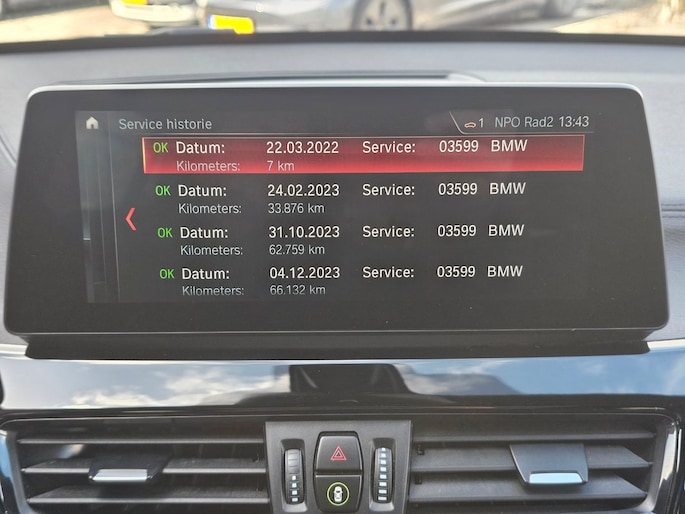 Service historie 1 NPO Rad2 13:43
OK Datum: 22.03.2022 Service: 03599 BMW
Kilometers: 7 km
OK Datum: 24.02.2023 Service: 03599 BMW
Kilometers: 33.876 km
OK Datum: 31.10.2023 Service: 03599 BMW
Kilometers: 62.759 km
OK Datum: 04.12.2023 Service: 03599 BMW
Kilometers: 66.132 km